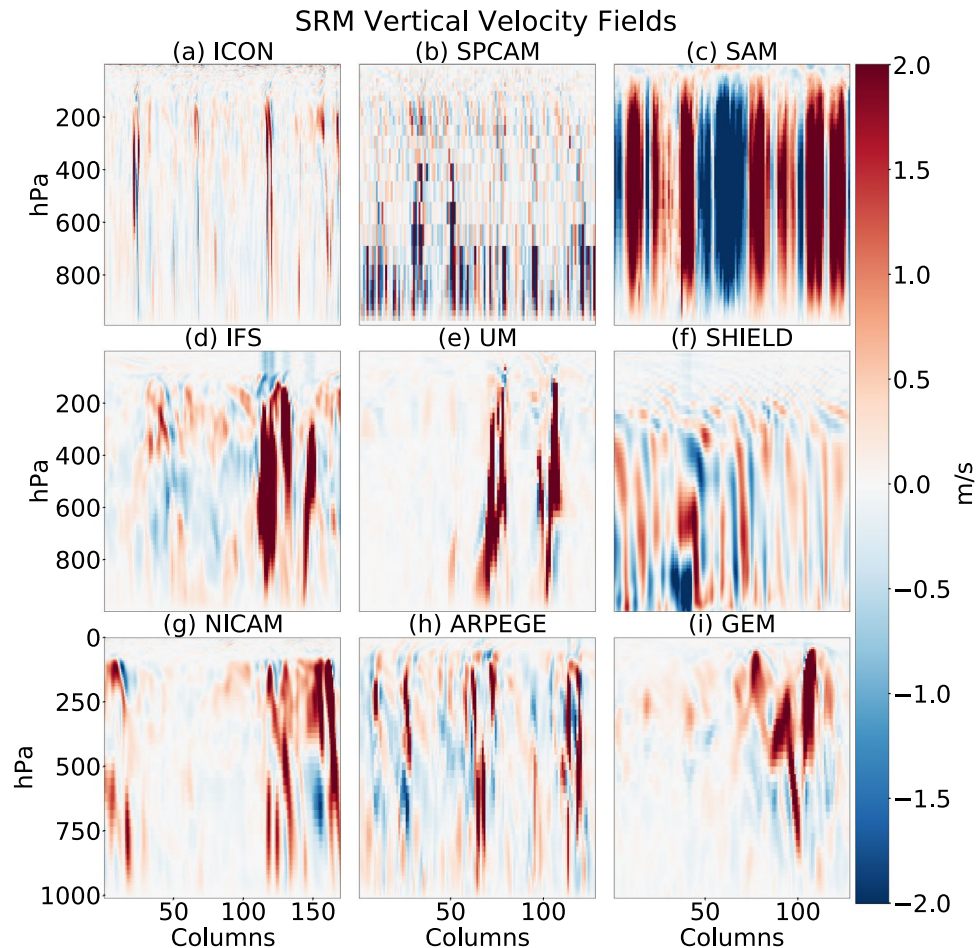 SRM Vertical Velocity Fields
(a) ICON (b) SPCAM (c) SAM
200
400
600
800
hPa
(d) IFS (e) UM (f) SHIELD
200
400
600
800
hPa
(g) NICAM (h) ARPEGE (i) GEM
0
250
500
750
1000
hPa
50 100 150 100 50 100
Columns Columns Columns
2.0
1.5
1.0
0.5
0.0
−0.5
−1.0
−1.5
−2.0
m/s